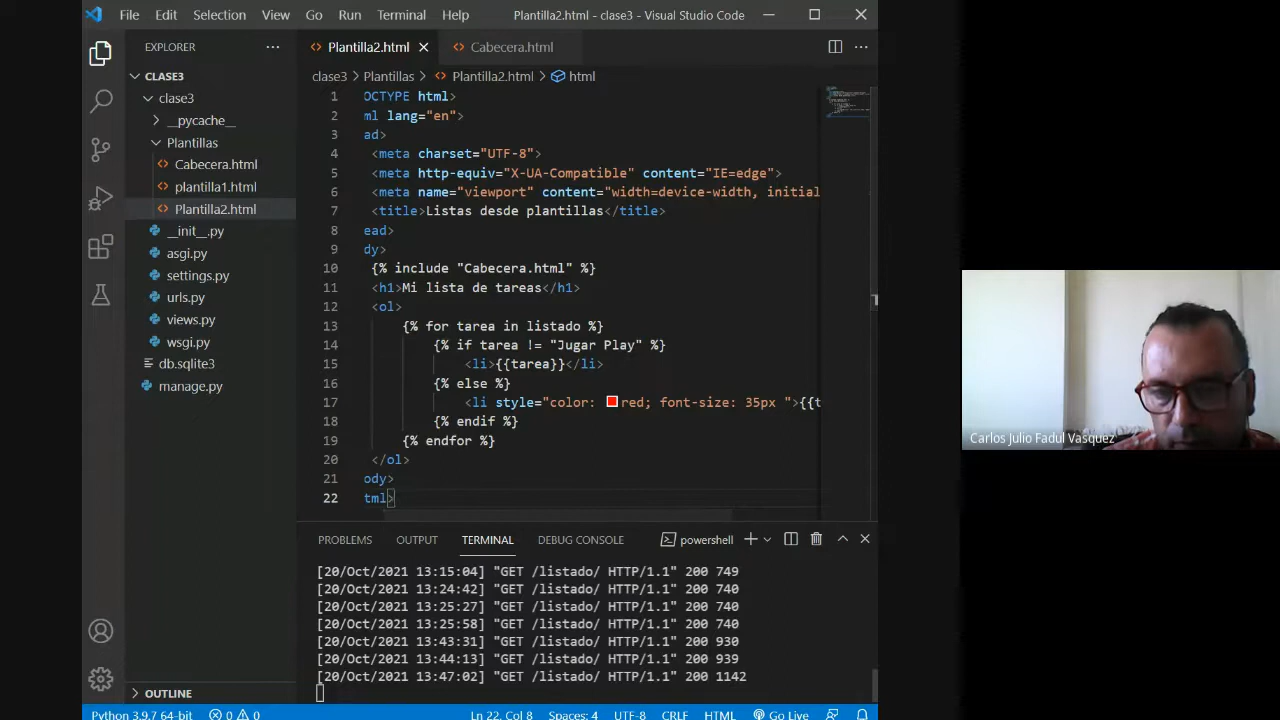 File Edit Selection View Go Run Terminal Help Plantilla2.html - clase3 - Visual Studio Code
EXPLORER
Plantilla2.html
Cabecera.html
CLASE3
clase3
__pycache__
Plantillas
Cabecera.html
plantilla1.html
Plantilla2.html
__init__.py
asgi.py
settings.py
urls.py
views.py
wsgi.py
db.sqlite3
manage.py
OUTLINE
clase3 > Plantillas > Plantilla2.html > html
1 OCTYPE html>
2 ml lang="en">
3 ad>
4 <meta charset="UTF-8">
5 <meta http-equiv="X-UA-Compatible" content="IE=edge">
6 <meta name="viewport" content="width=device-width, initial
7 <title>Listas desde plantillas</title>
8 ead>
9 dy>
10 {% include "Cabecera.html" %}
11 <h1>Mi lista de tareas</h1>
12 <ol>
13 {% for tarea in listado %}
14 {% if tarea != "Jugar Play" %}
15 <li>{{tarea}}</li>
16 {% else %}
17 <li style="color: red; font-size: 35px ">{{t
18 {% endif %}
19 {% endfor %}
20 </ol>
21 ody>
22 tml>
PROBLEMS OUTPUT TERMINAL DEBUG CONSOLE powershell
[20/Oct/2021 13:15:04] "GET /listado/ HTTP/1.1" 200 749
[20/Oct/2021 13:24:42] "GET /listado/ HTTP/1.1" 200 740
[20/Oct/2021 13:25:27] "GET /listado/ HTTP/1.1" 200 740
[20/Oct/2021 13:25:58] "GET /listado/ HTTP/1.1" 200 740
[20/Oct/2021 13:43:31] "GET /listado/ HTTP/1.1" 200 930
[20/Oct/2021 13:44:13] "GET /listado/ HTTP/1.1" 200 939
[20/Oct/2021 13:47:02] "GET /listado/ HTTP/1.1" 200 1142
Python 3.9.7 64-bit 0 0 Ln 22, Col 8 Spaces: 4 UTF-8 CRLF HTML Go Live
Carlos Julio Fadul Vasquez